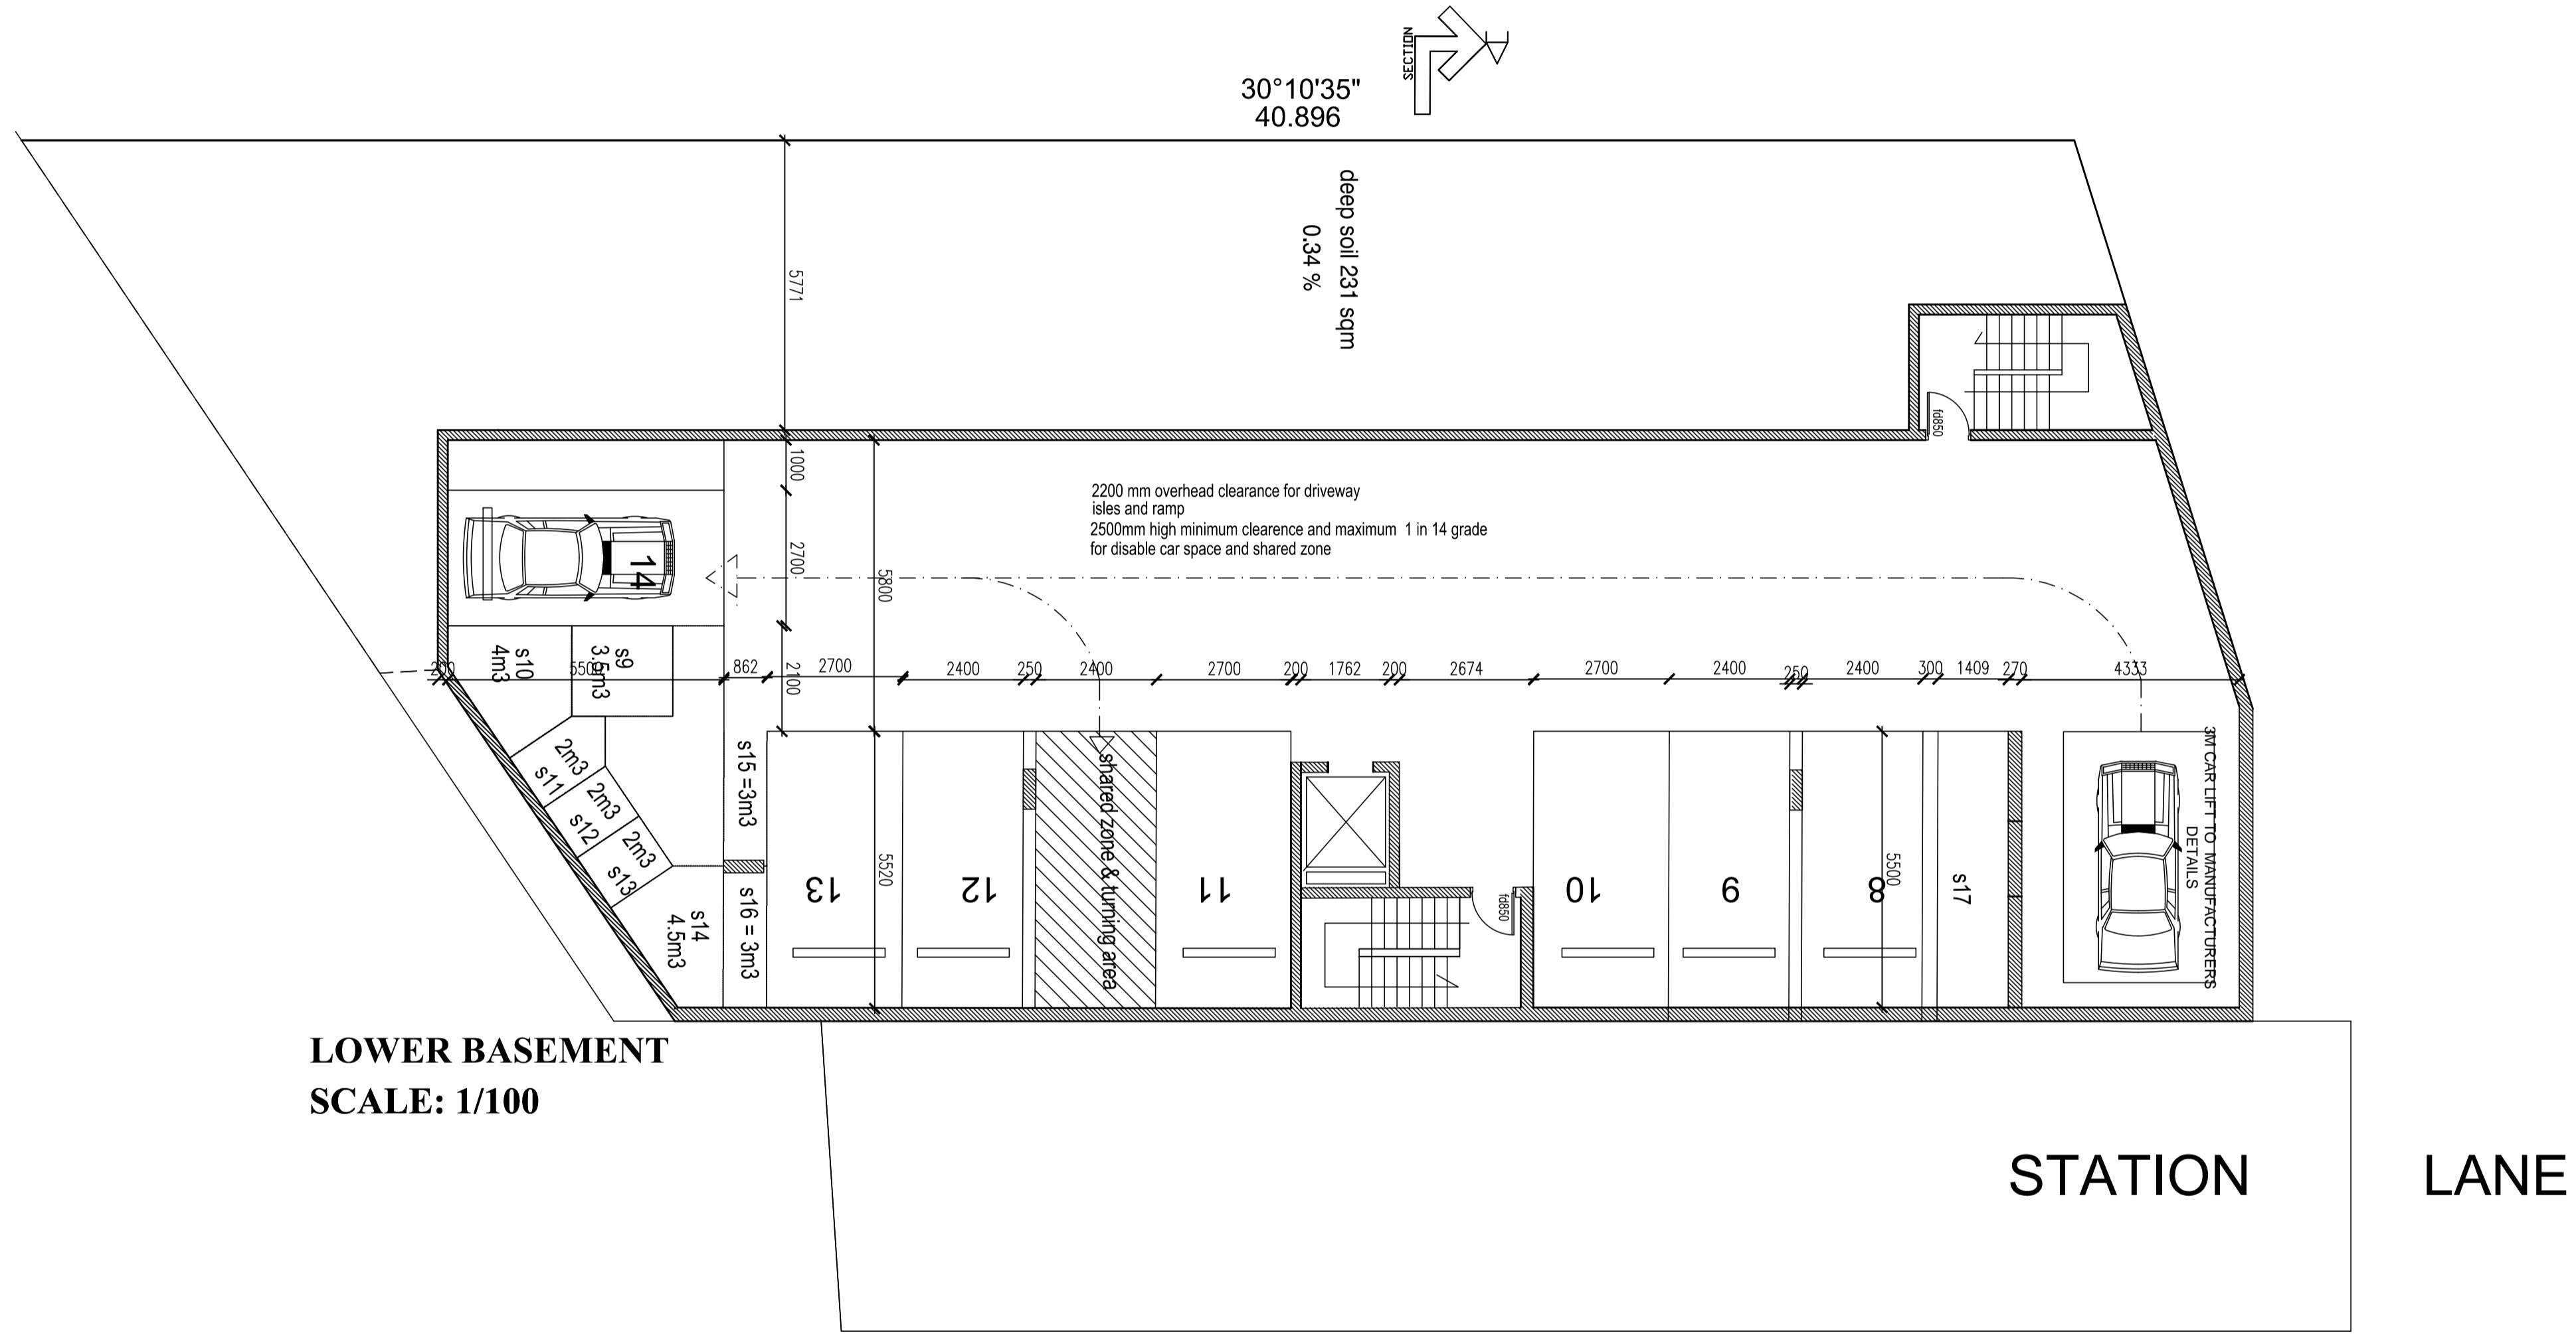 SECTION
30°10'35"
40.896
deep soil 231 sqm
0.34 %
5771
1000
2700
5800
2100
2200 mm overhead clearance for driveway
isles and ramp
2500mm high minimum clearence and maximum  1 in 14 grade
for disable car space and shared zone
fd850
14
s10
4m3
s9
3.5m3
200
5500
862
2700
2400
250
2400
2700
200
1762
200
2674
2700
2400
250
2400
300
1409
270
4333
2m3
s11
2m3
s12
2m3
s13
s14
4.5m3
s15 =3m3
s16 = 3m3
13
5520
12
shared zone & turning area
11
fd850
10
9
8
5500
s17
3M CAR LIFT TO MANUFACTURERS
DETAILS
LOWER BASEMENT
SCALE: 1/100
STATION LANE